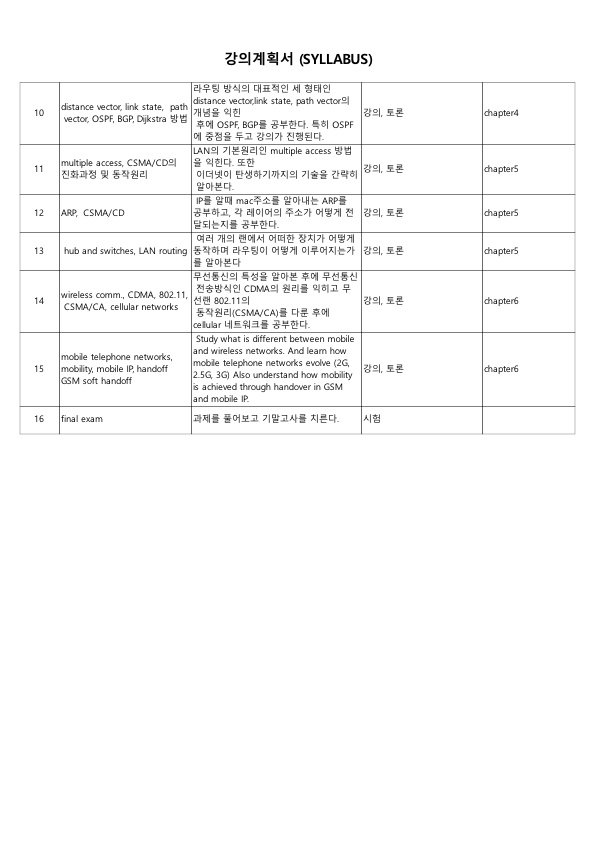 강의계획서 (SYLLABUS)
10
distance vector, link state,  path
vector, OSPF, BGP, Dijkstra 방법
라우팅 방식의 대표적인 세 형태인
distance vector,link state, path vector의
개념을 익힌
후에 OSPF, BGP를 공부한다. 특히 OSPF
에 중점을 두고 강의가 진행된다.
강의, 토론
chapter4
11
multiple access, CSMA/CD의
진화과정 및 동작원리
LAN의 기본원리인 multiple access 방법
을 익힌다. 또한
이더넷이 탄생하기까지의 기술을 간략히
알아본다.
강의, 토론
chapter5
12
ARP,  CSMA/CD
IP를 알때 mac주소를 알아내는 ARP를
공부하고, 각 레이어의 주소가 어떻게 전
달되는지를 공부한다.
강의, 토론
chapter5
13
hub and switches, LAN routing
여러 개의 랜에서 어떠한 장치가 어떻게
동작하며 라우팅이 어떻게 이루어지는가
를 알아본다
강의, 토론
chapter5
14
wireless comm., CDMA, 802.11,
CSMA/CA, cellular networks
무선통신의 특성을 알아본 후에 무선통신
전송방식인 CDMA의 원리를 익히고 무
선랜 802.11의
동작원리(CSMA/CA)를 다룬 후에
cellular 네트워크를 공부한다.
강의, 토론
chapter6
15
mobile telephone networks,
mobility, mobile IP, handoff
GSM soft handoff
Study what is different between mobile
and wireless networks. And learn how
mobile telephone networks evolve (2G,
2.5G, 3G) Also understand how mobility
is achieved through handover in GSM
and mobile IP.
강의, 토론
chapter6
16
final exam
과제를 풀어보고 기말고사를 치른다.
시험